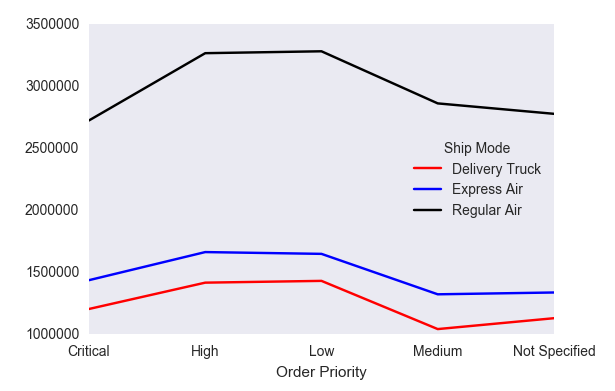 3500000
3000000
2500000
2000000
1500000
1000000
Ship Mode
Delivery Truck
Express Air
Regular Air
Critical High Low Medium Not Specified
Order Priority